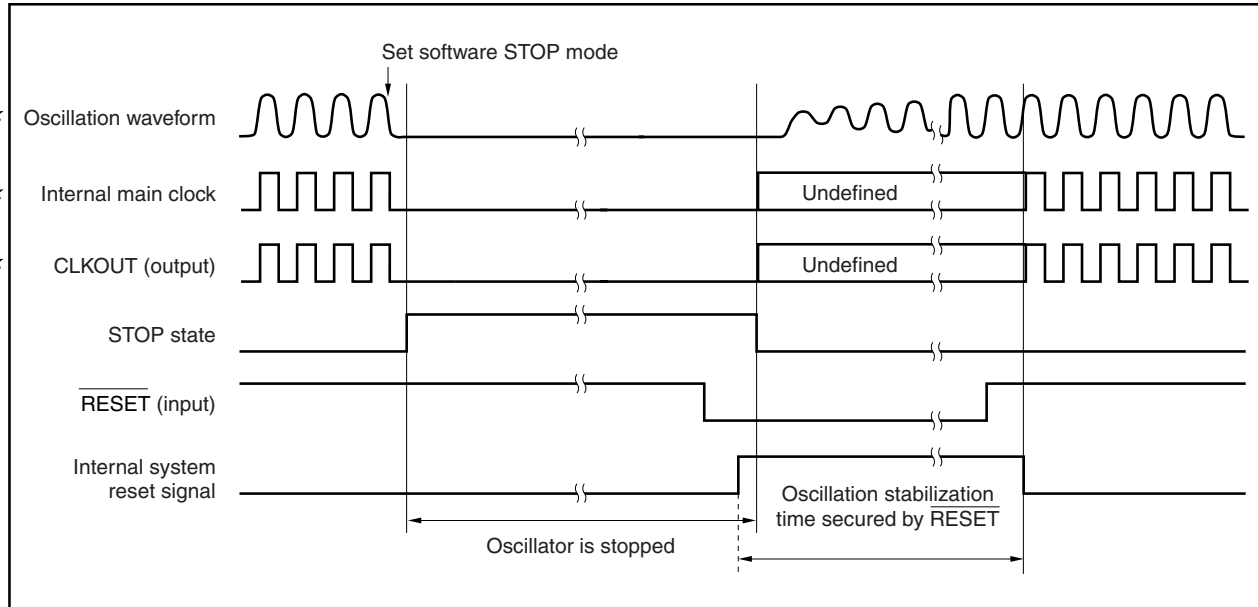 Set software STOP mode
Oscillation waveform
Internal main clock
Undefined
CLKOUT (output)
Undefined
STOP state
RESET (input)
Internal system
reset signal
Oscillation stabilization
time secured by RESET
Oscillator is stopped